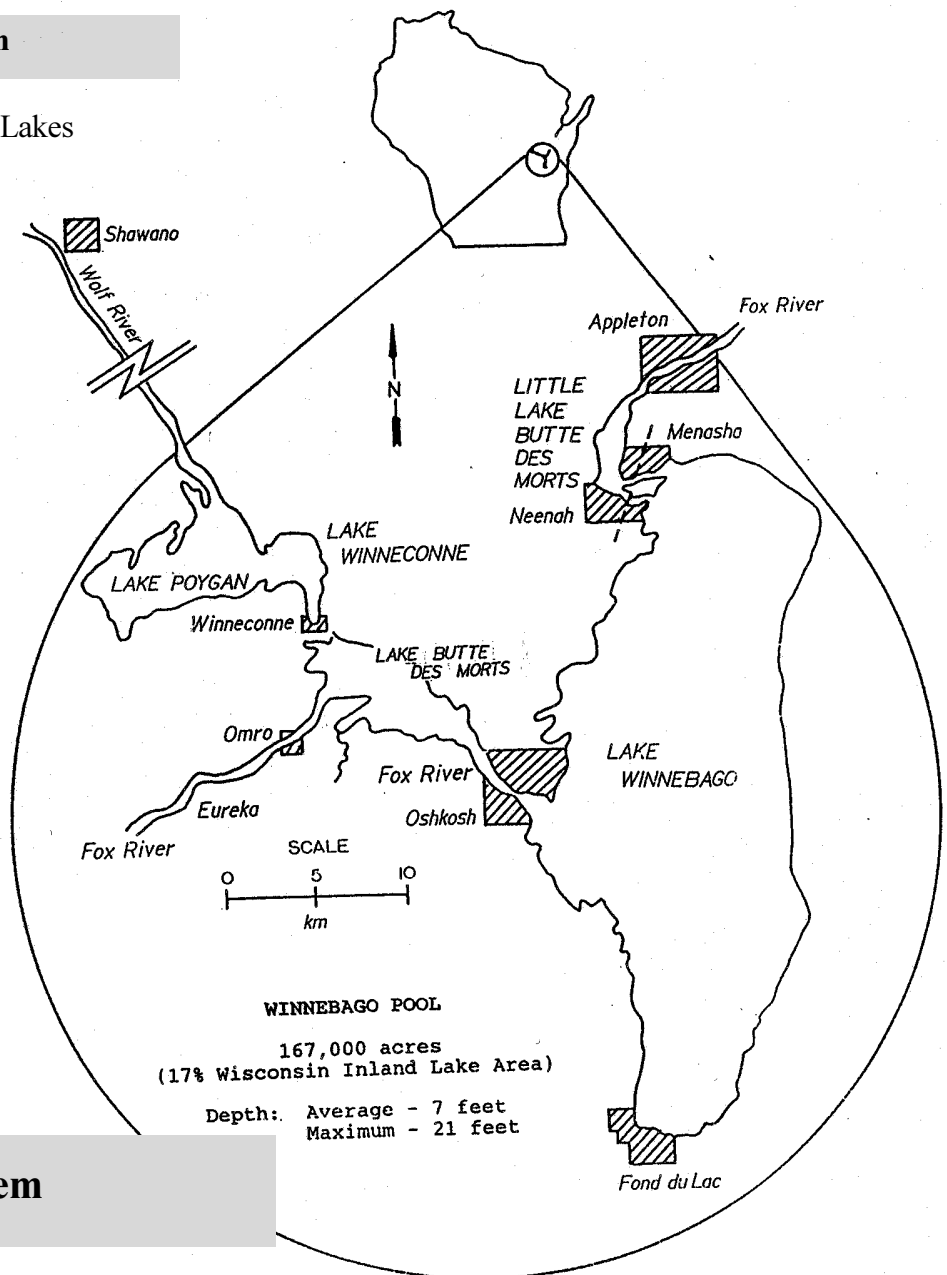 Lakes
Shawano
Wolf River
Appleton
Fox River
N
LITTLE
LAKE
BUTTE
DES
MORTS
Menasha
Neenah
LAKE
WINNECONNE
LAKE POYGAN
Winneconne
LAKE BUTTE
DES MORTS
Omro
Fox River
LAKE
WINNEBAGO
Eureka
Oshkosh
Fox River
SCALE
0 5 10
km
WINNEBAGO POOL
167,000 acres
(17% Wisconsin Inland Lake Area)
Depth: Average - 7 feet
Maximum - 21 feet
em
Fond du Lac